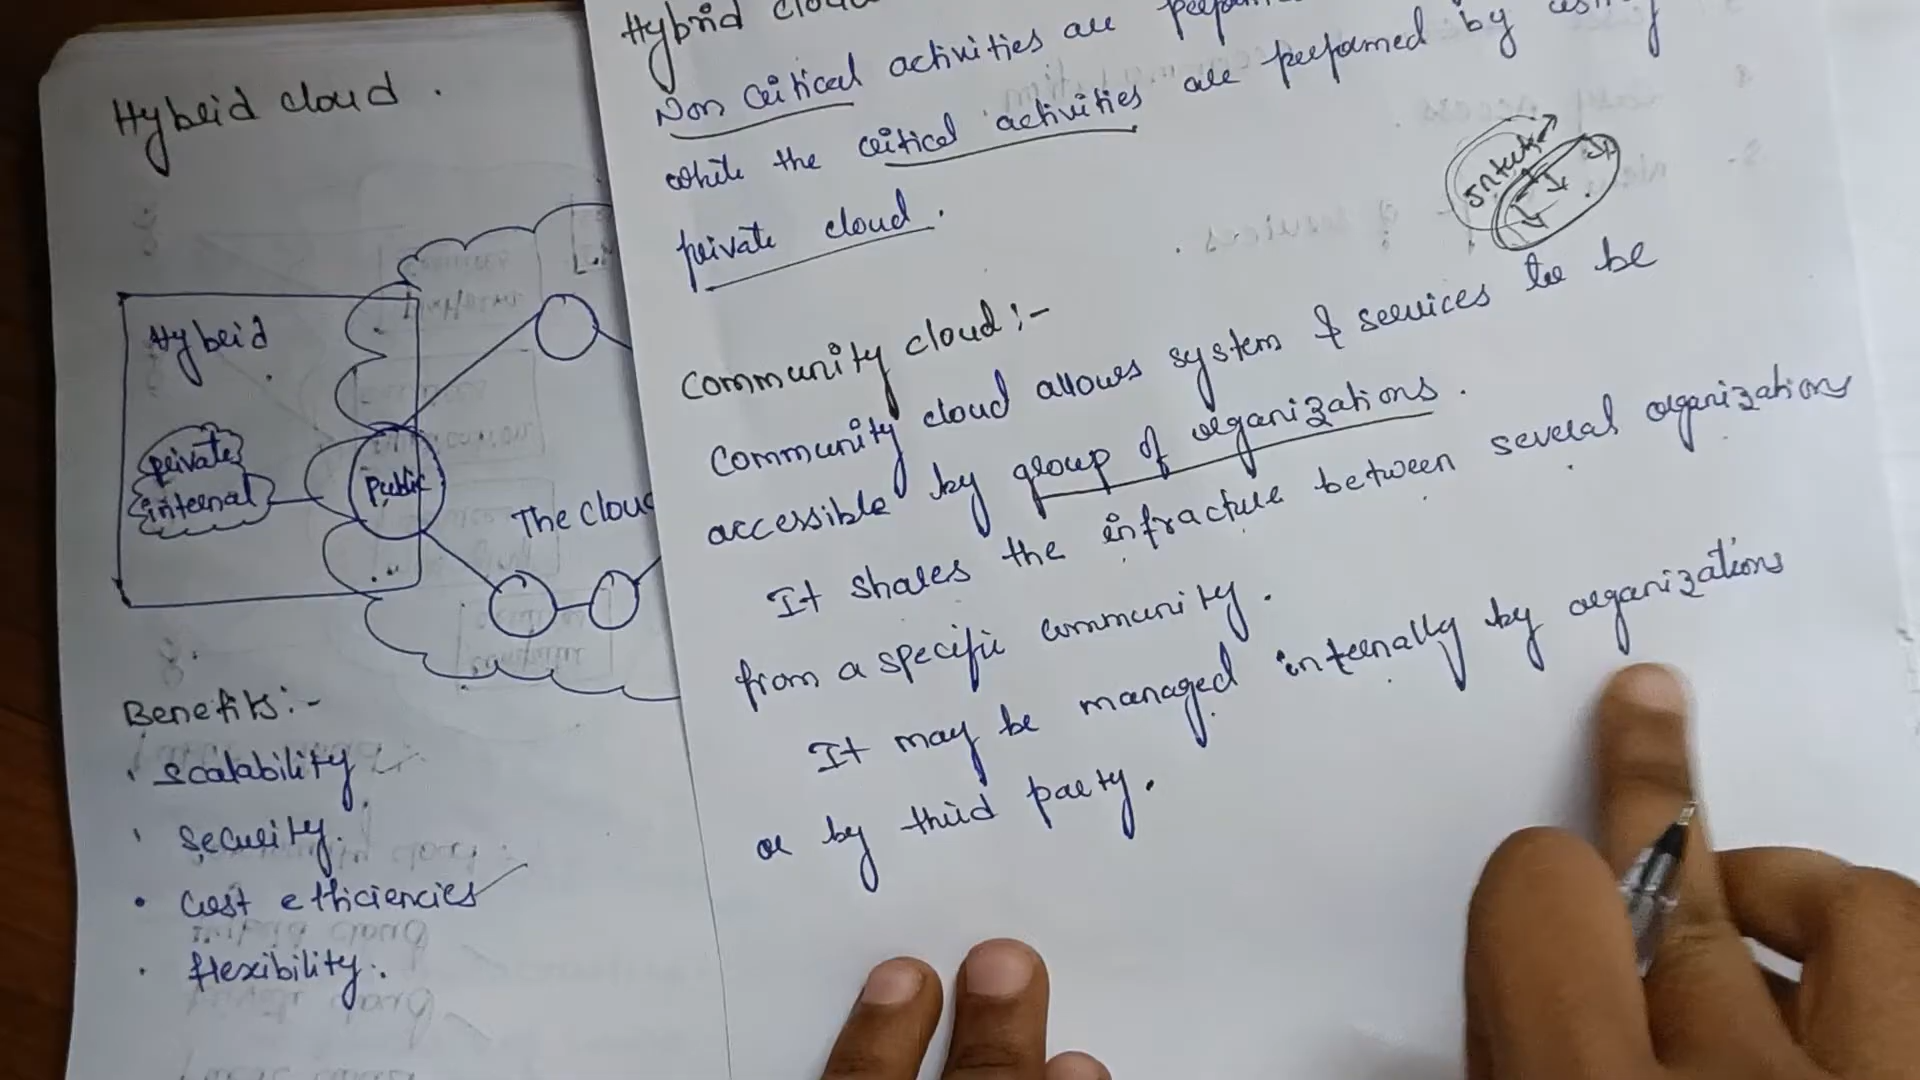 Hybrid cloud.
Hybrid
private
internal
public
The Cloud
Benefits:-
• scalability
• security.
• Cost efficiencies
• flexibility.
Hybrid cloud
Non Critical activities are
while the critical activities are performed by using
private cloud.
Community cloud:-
Community cloud allows system & services to be
accessible by group of organizations.
It shares the infracture between several organizations
from a specific community.
It may be managed internally by organizations
or by third party.